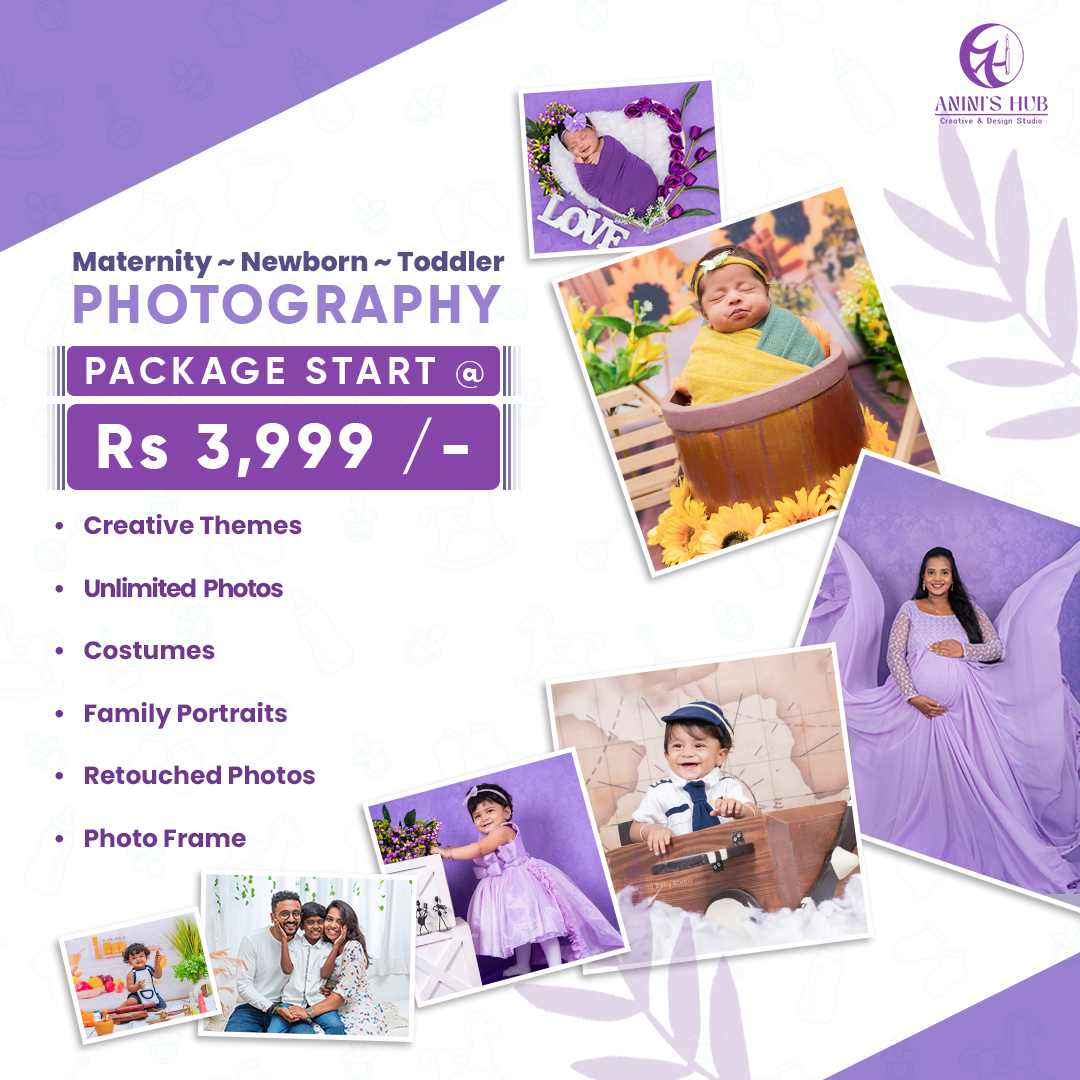 ANINI'S HUB
Creative & Design Studio
LOVE
Maternity ~ Newborn ~ Toddler
PHOTOGRAPHY
PACKAGE START @
Rs 3,999 /-
• Creative Themes
• Unlimited Photos
• Costumes
• Family Portraits
• Retouched Photos
• Photo Frame